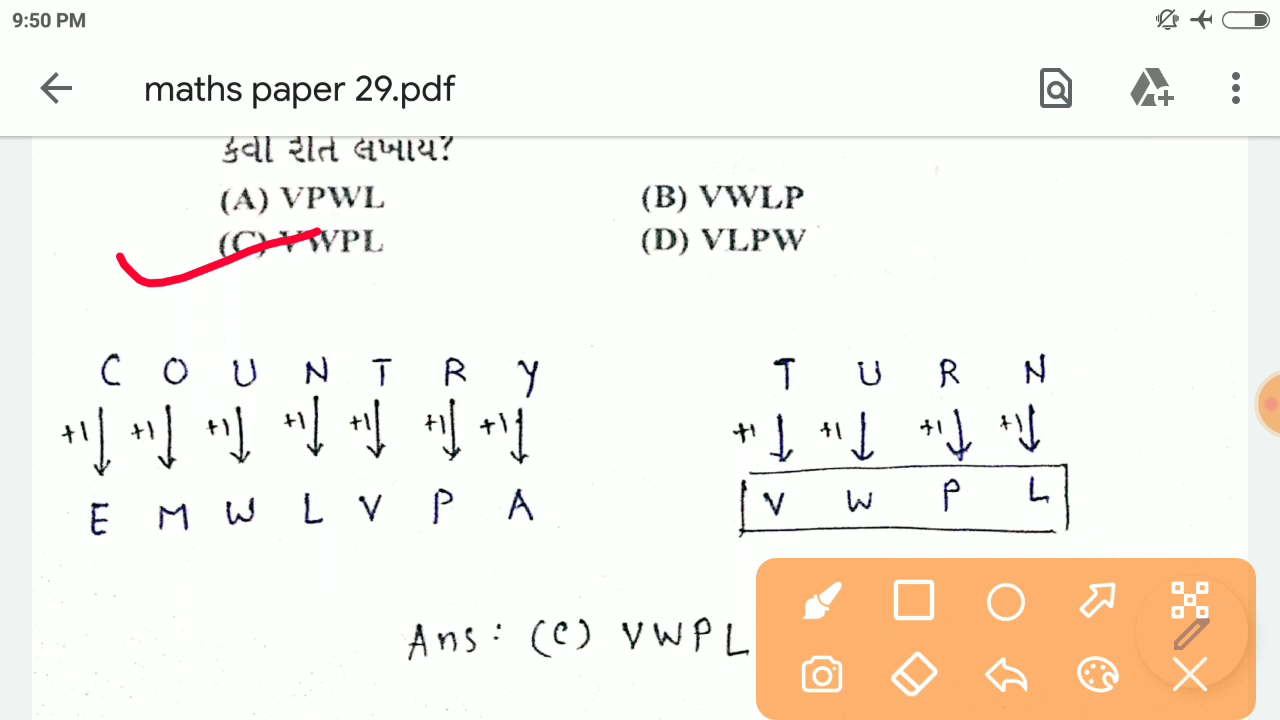 9:50 PM
maths paper 29.pdf
કેવી રીતે લખાય?
(A) VPWL (B) VWLP
(C) VWPL (D) VLPW
C O U N T R Y T U R N
+1 +1 +1 +1 +1 +1 +1 +1 +1 +1 +1
E M W L V P A V W P L
Ans: (C) VWPL